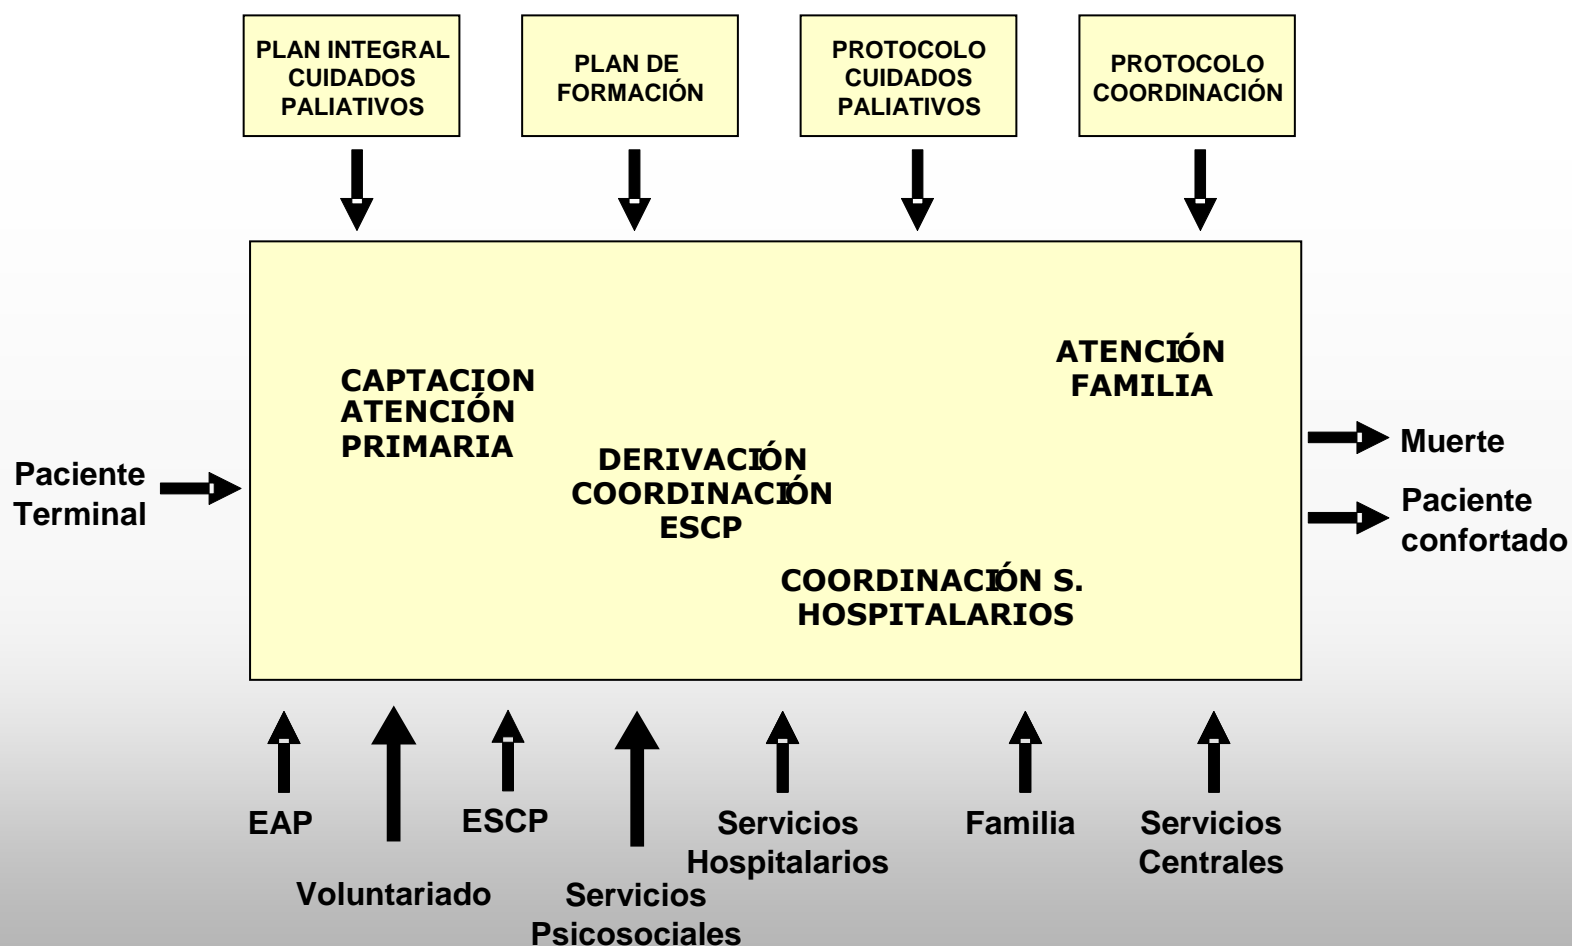 PLAN INTEGRAL
CUIDADOS
PALIATIVOS
PLAN DE
FORMACIÓN
PROTOCOLO
CUIDADOS
PALIATIVOS
PROTOCOLO
COORDINACIÓN
ATENCIÓN
FAMILIA
CAPTACION
ATENCIÓN
PRIMARIA
DERIVACIÓN
COORDINACIÓN
ESCP
COORDINACIÓN S.
HOSPITALARIOS
Paciente
Terminal
Muerte
Paciente
confortado
EAP
Voluntariado
ESCP
Servicios
Psicosociales
Servicios
Hospitalarios
Familia
Servicios
Centrales